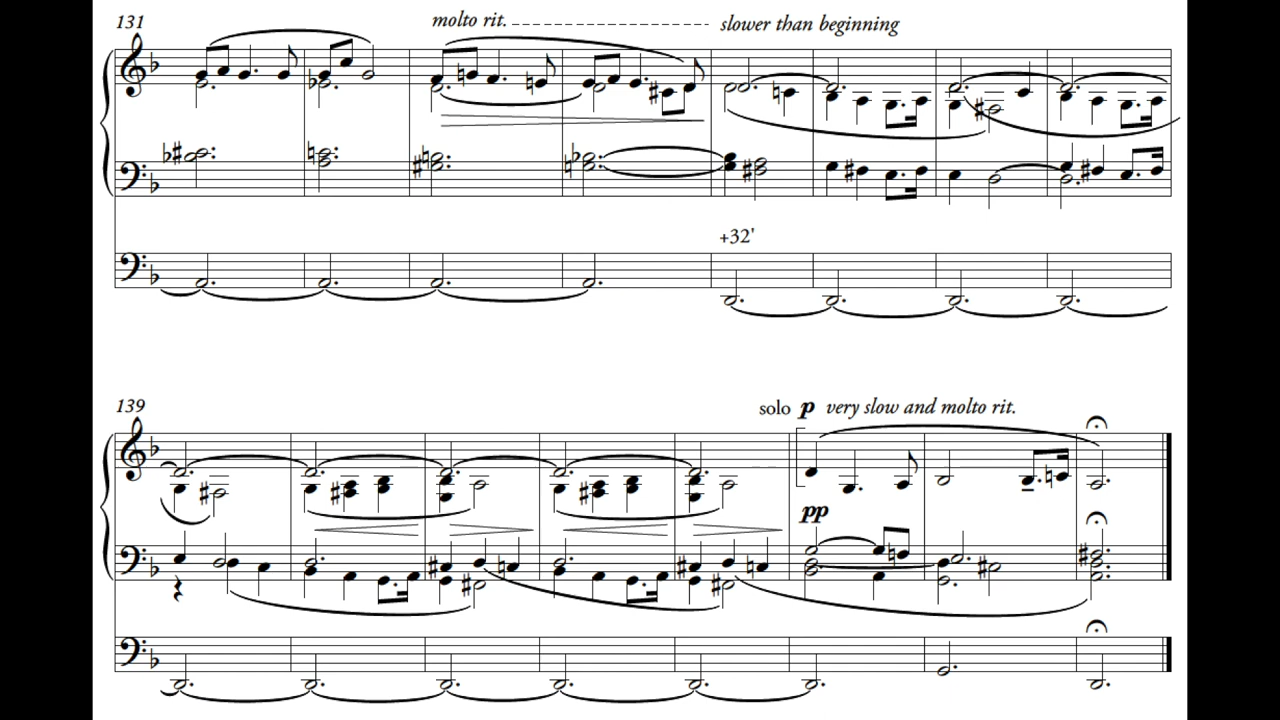 131 molto rit. slower than beginning
+32'
139 solo p very slow and molto rit.
pp